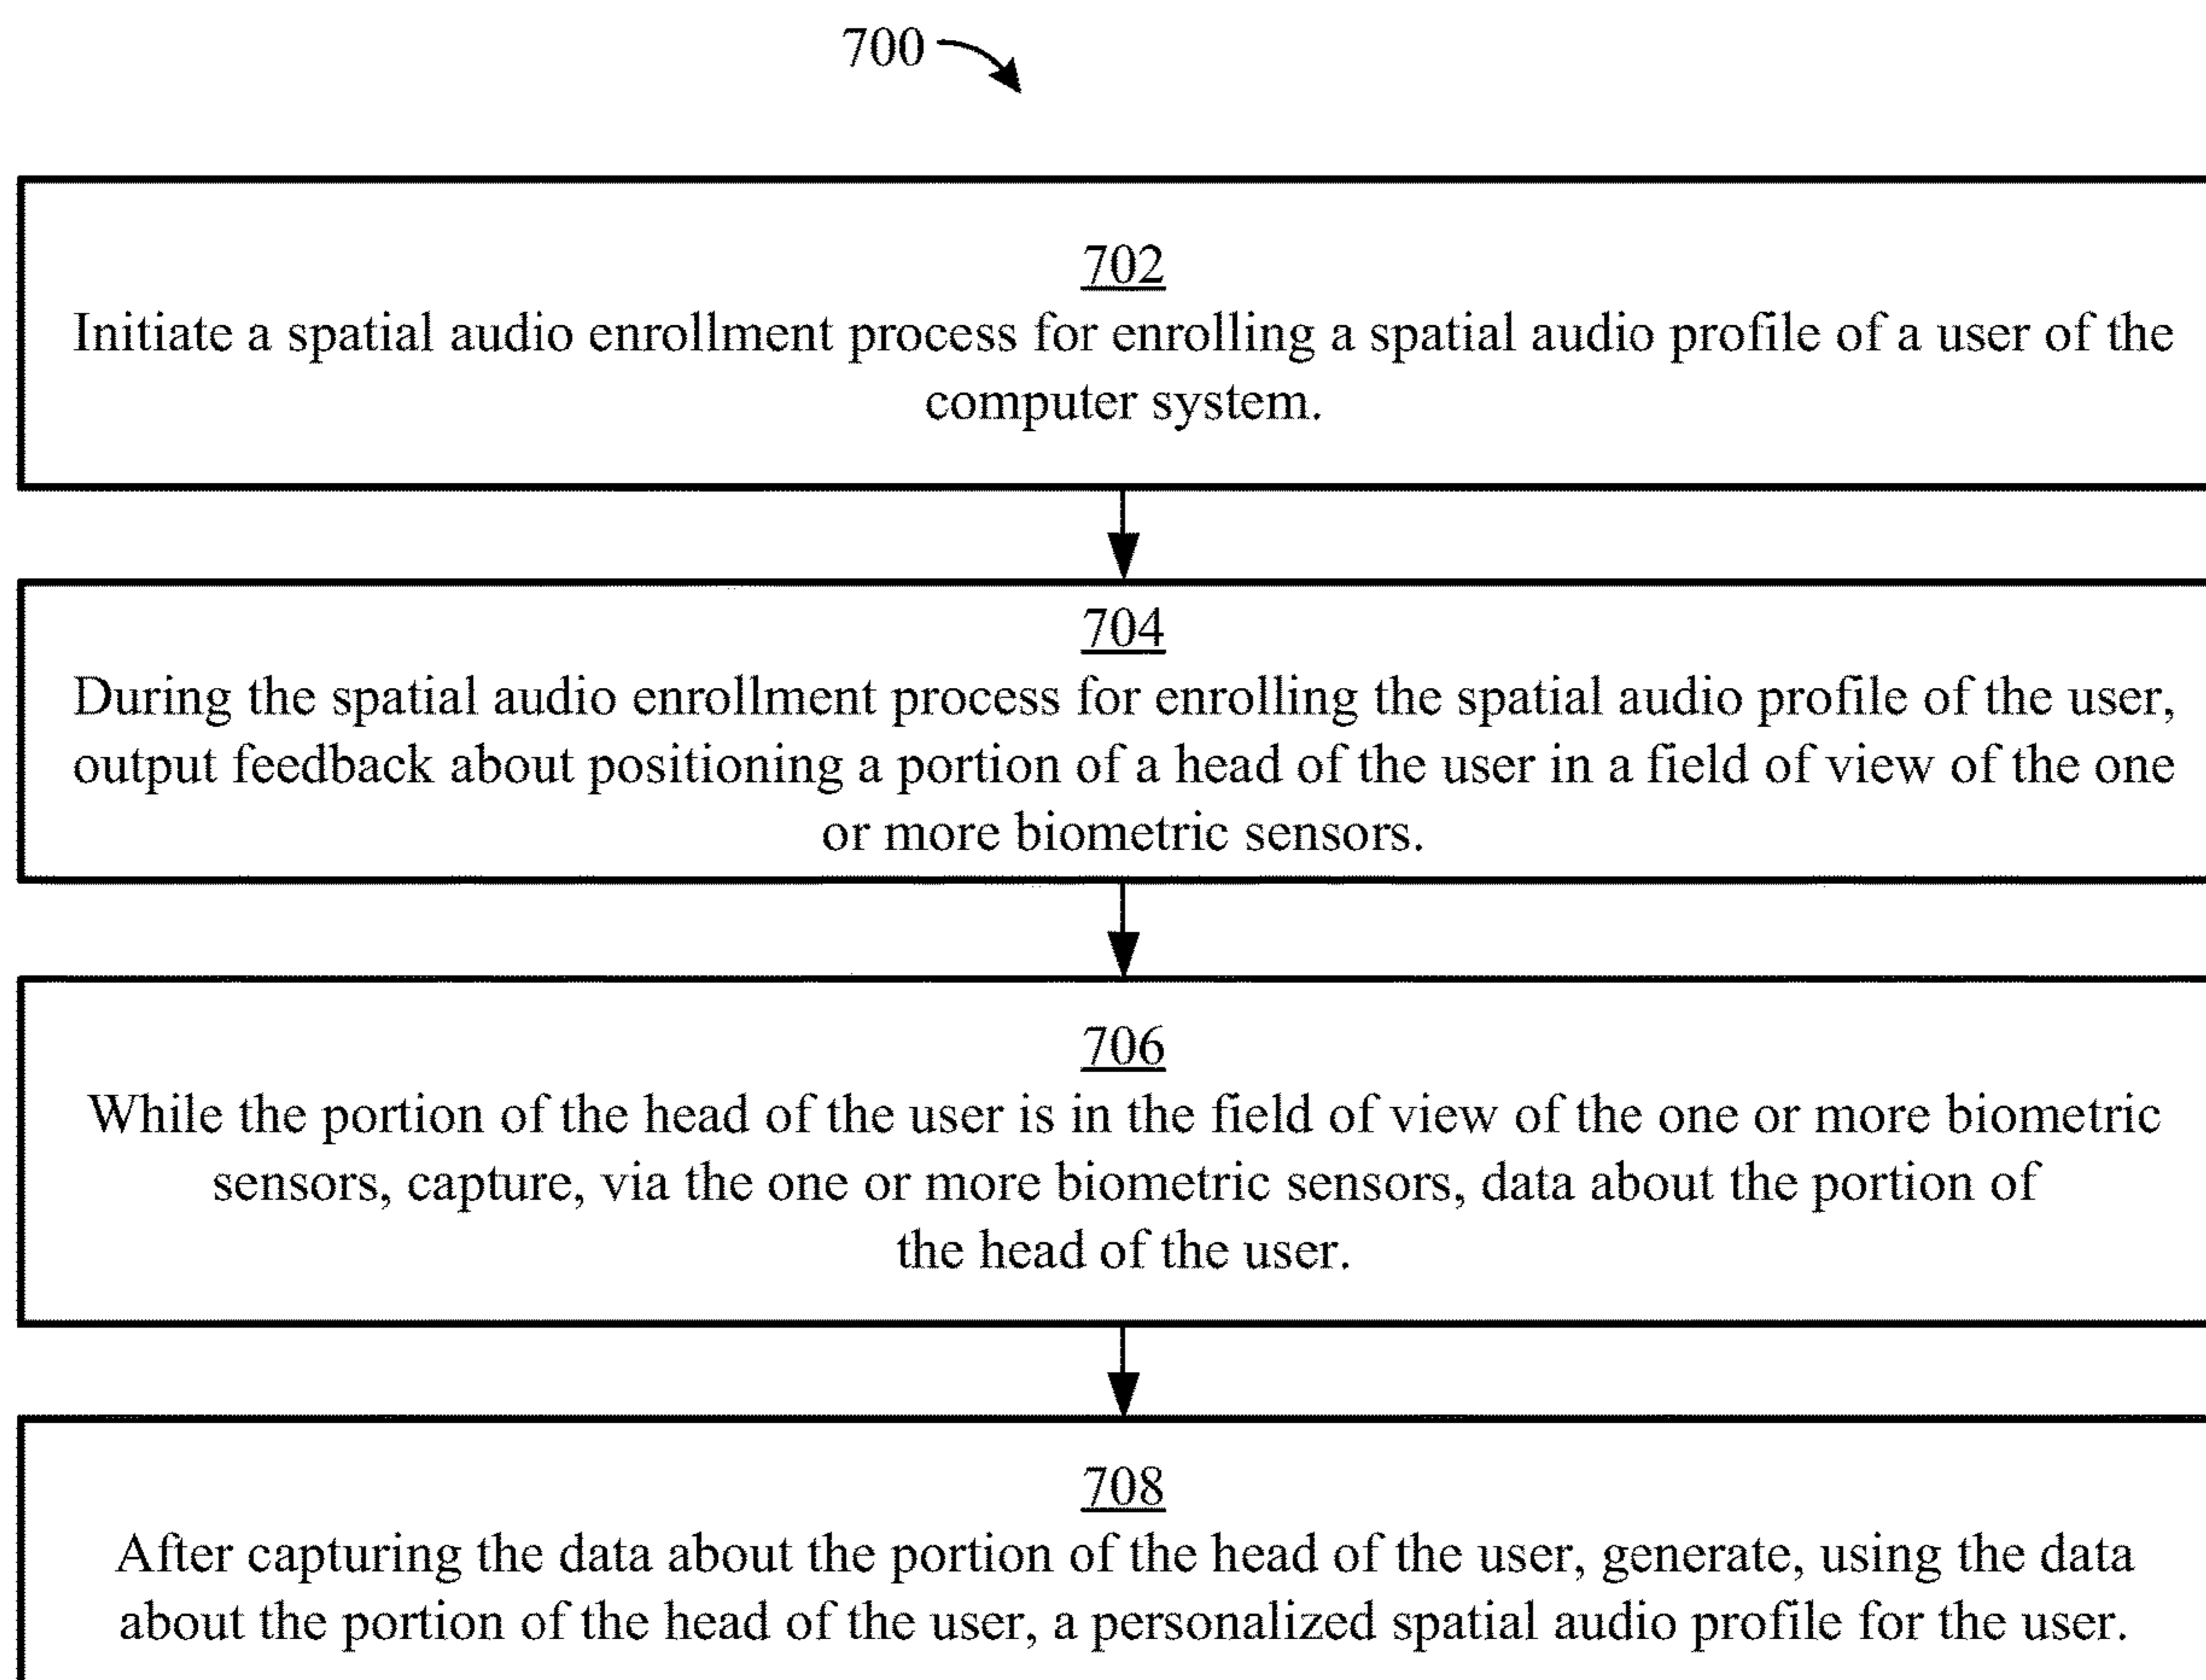 700
702
Initiate a spatial audio enrollment process for enrolling a spatial audio profile of a user of the
computer system.
704
During the spatial audio enrollment process for enrolling the spatial audio profile of the user,
output feedback about positioning a portion of a head of the user in a field of view of the one
or more biometric sensors.
706
While the portion of the head of the user is in the field of view of the one or more biometric
sensors, capture, via the one or more biometric sensors, data about the portion of
the head of the user.
708
After capturing the data about the portion of the head of the user, generate, using the data
about the portion of the head of the user, a personalized spatial audio profile for the user.